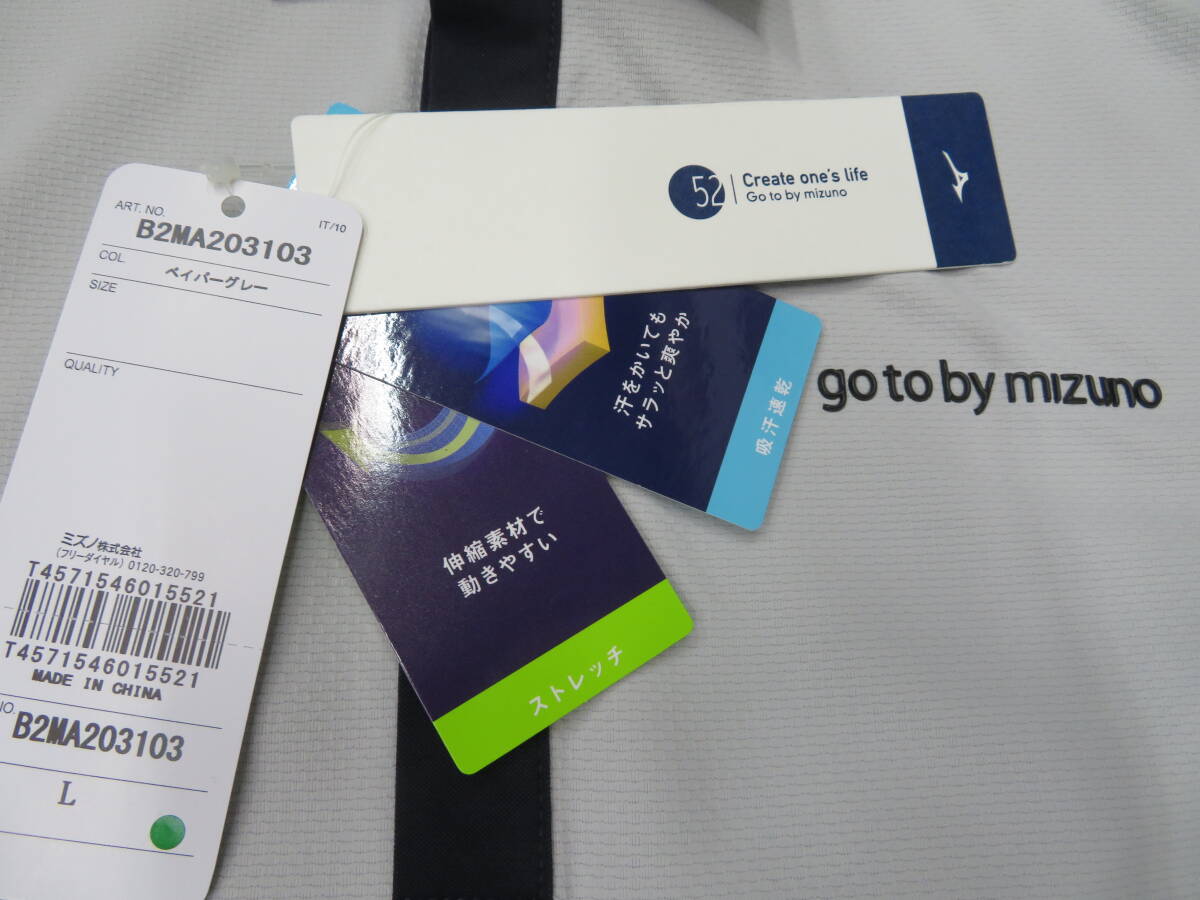 ART. NO.
IT/10
B2MA203103
COL
ペイパーグレー
SIZE
QUALITY
ミズノ株式会社
(フリーダイヤル) 0120-320-799
T4571546015521
T4571546015521
MADE IN CHINA
NO
B2MA203103
L
52
Create one's life
Go to by mizuno
汗をかいても
サラッと爽やか
吸汗速乾
伸縮素材で
動きやすい
ストレッチ
go to by mizuno